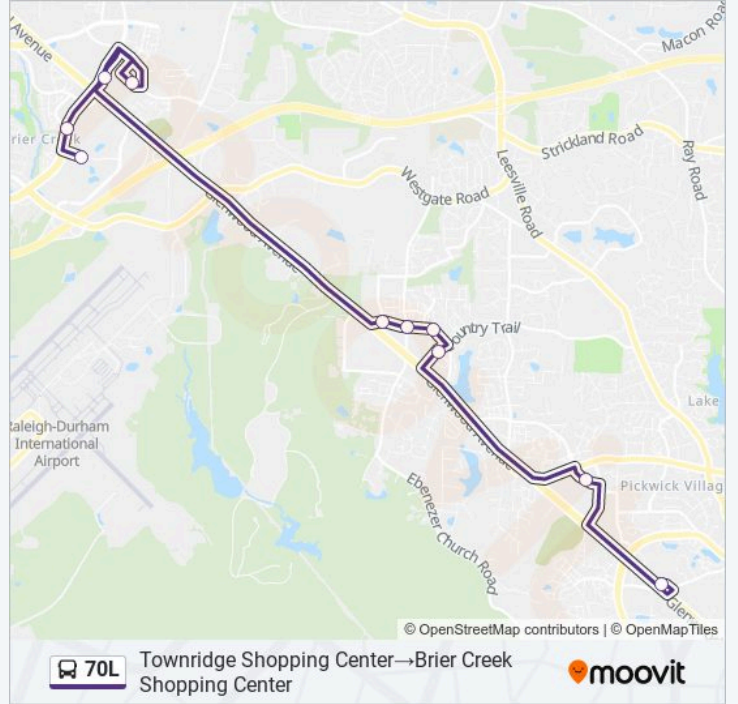 Avenue
Macon Road
Strickland Road
Leesville Road
Ray Road
rier Creek
Westgate Road
Glenwood Avenue
ountry Trail
Lake
Glenwood Avenue
aleigh-Durham
International
Airport
Pickwick Villag
Ebenezer Church Road
Glen
© OpenStreetMap contributors | © OpenMapTiles
70L
Townridge Shopping Center→Brier Creek
Shopping Center
moovit